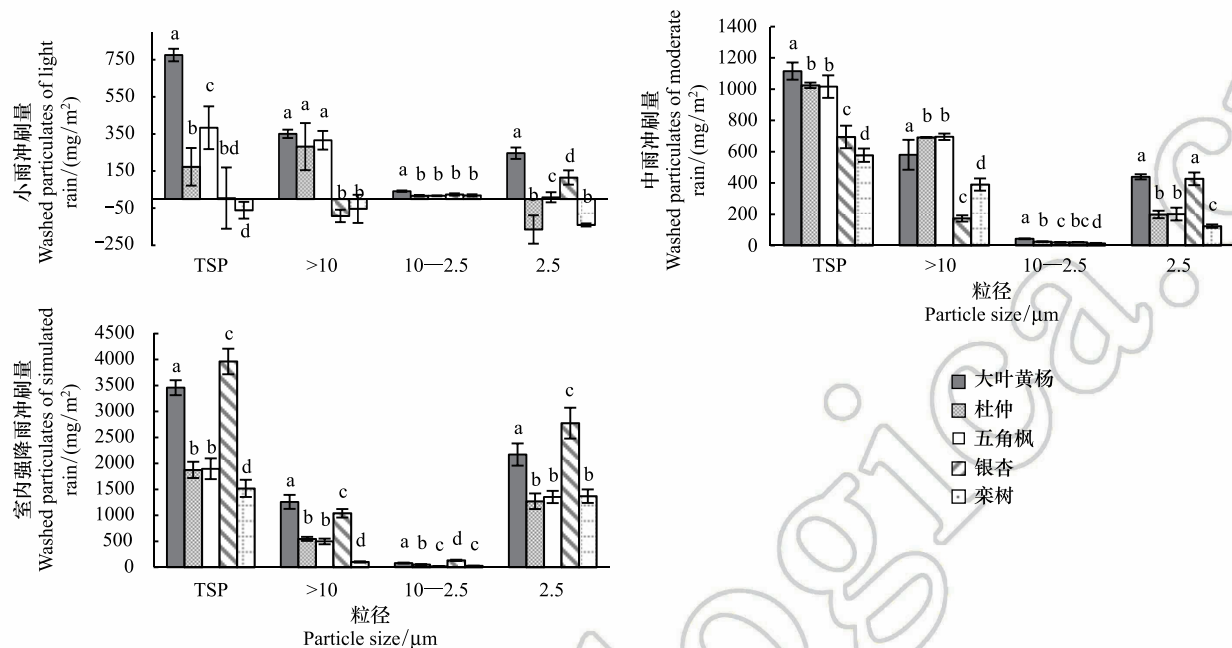 小雨冲刷量
Washed particulates of light
rain/(mg/m²)
750
550
350
150
−50
−250
a
b
c
bd
d
a
a
a
b
b
a
b
b
b
b
a
b
c
d
b
TSP
>10
10—2.5
2.5
中雨冲刷量
Washed particulates of moderate
rain/(mg/m²)
1400
1200
1000
800
600
400
200
0
a
b
b
c
d
a
b
b
c
d
a
b
c
bc
d
a
b
b
a
c
TSP
>10
10—2.5
2.5
粒径
Particle size/μm
室内强降雨冲刷量
Washed particulates of simulated
rain/(mg/m²)
4500
4000
3500
3000
2500
2000
1500
1000
500
0
a
b
b
c
d
a
b
b
c
d
a
b
c
d
c
a
b
b
c
b
TSP
>10
10—2.5
2.5
粒径
Particle size/μm
大叶黄杨
杜仲
五角枫
银杏
栾树